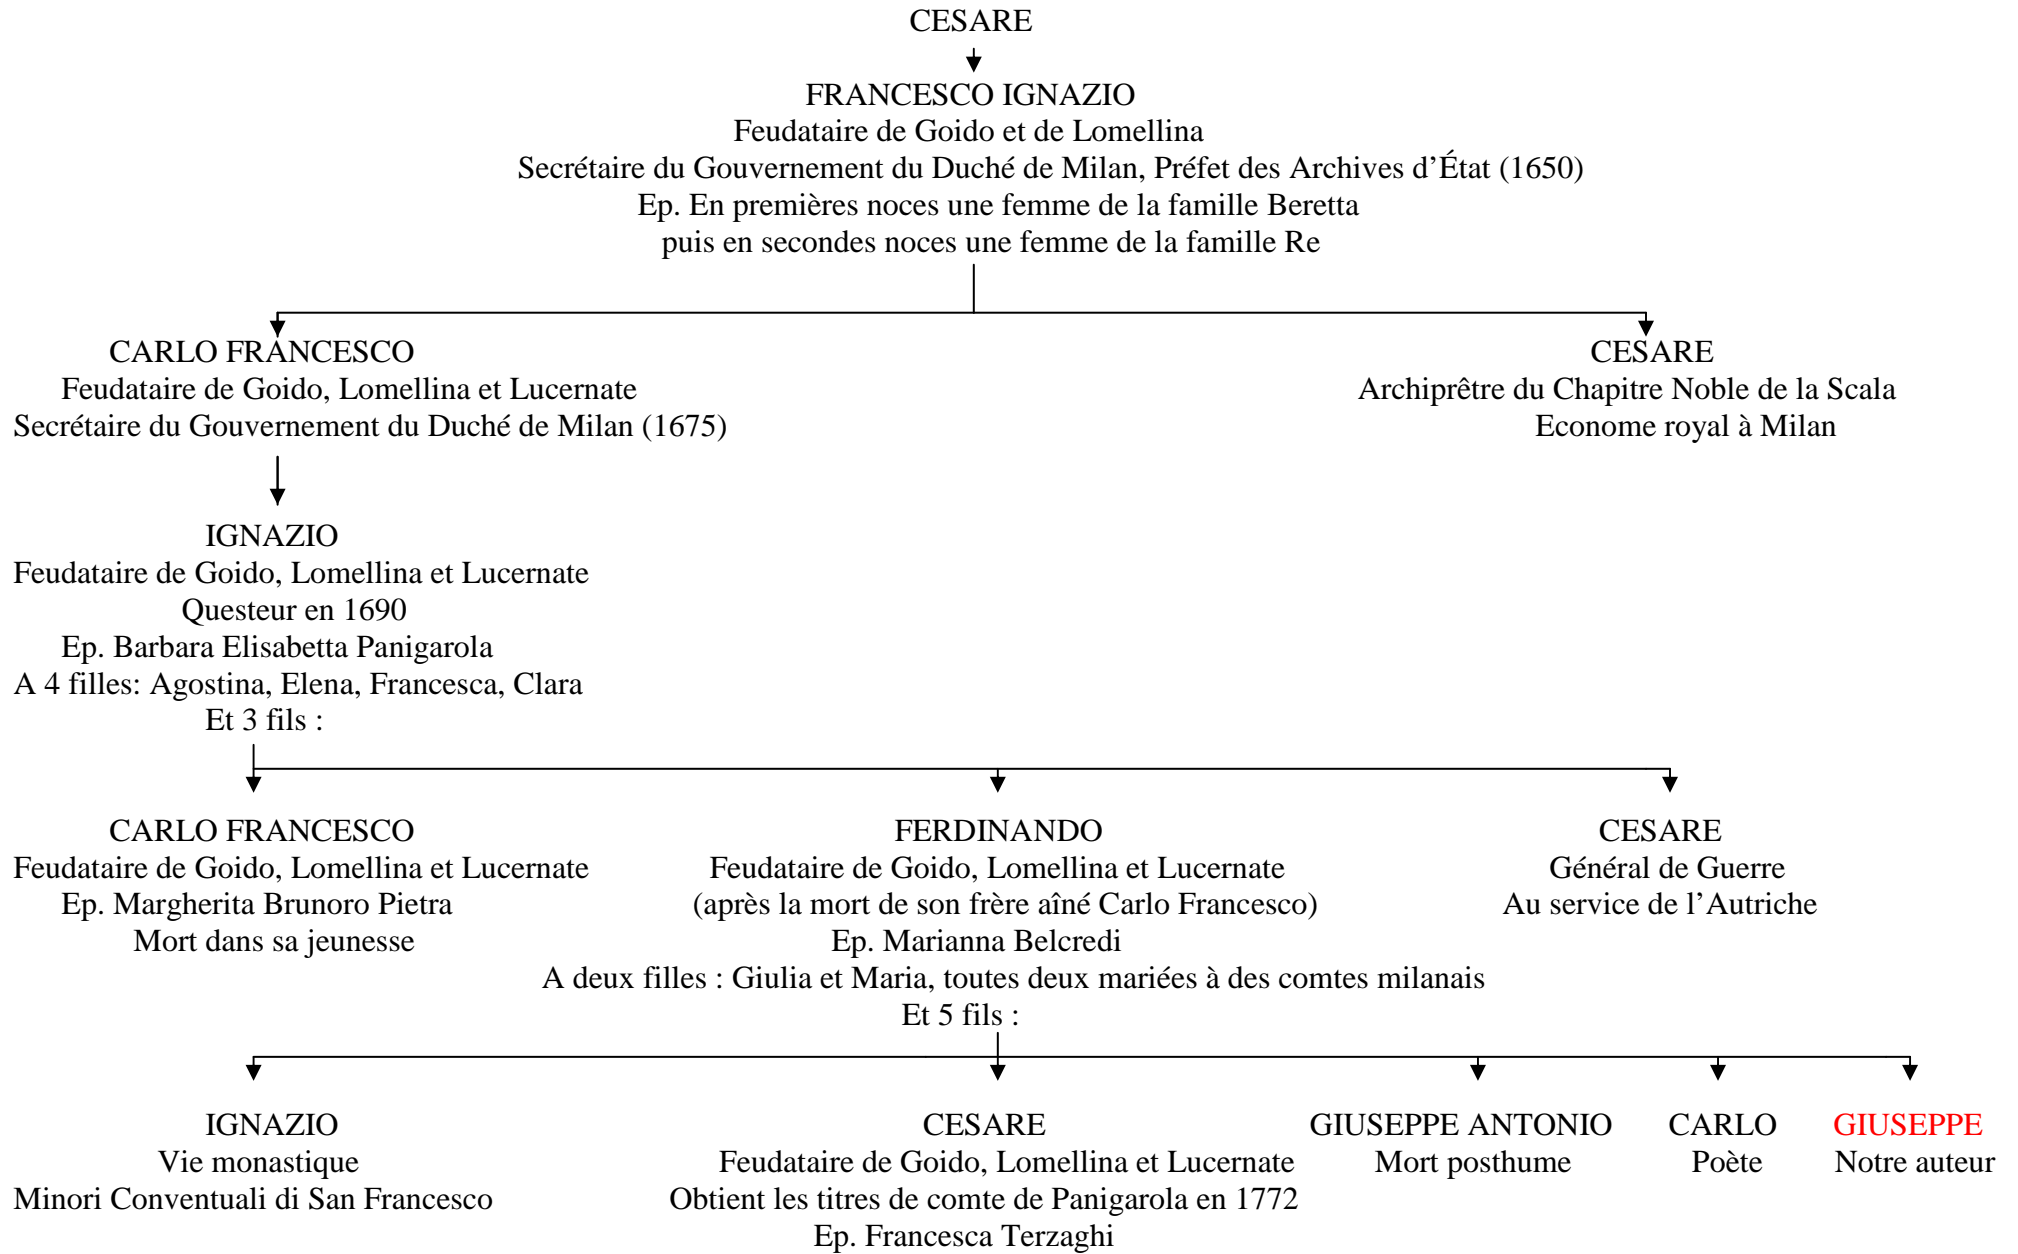 CESARE
FRANCESCO IGNAZIO
Feudataire de Goido et de Lomellina
Secrétaire du Gouvernement du Duché de Milan, Préfet des Archives d’État (1650)
Ep. En premières noces une femme de la famille Beretta
puis en secondes noces une femme de la famille Re
CARLO FRANCESCO
Feudataire de Goido, Lomellina et Lucernate
Secrétaire du Gouvernement du Duché de Milan (1675)
CESARE
Archiprêtre du Chapitre Noble de la Scala
Econome royal à Milan
IGNAZIO
Feudataire de Goido, Lomellina et Lucernate
Questeur en 1690
Ep. Barbara Elisabetta Panigarola
A 4 filles: Agostina, Elena, Francesca, Clara
Et 3 fils :
CARLO FRANCESCO
Feudataire de Goido, Lomellina et Lucernate
Ep. Margherita Brunoro Pietra
Mort dans sa jeunesse
FERDINANDO
Feudataire de Goido, Lomellina et Lucernate
(après la mort de son frère aîné Carlo Francesco)
Ep. Marianna Belcredi
A deux filles : Giulia et Maria, toutes deux mariées à des comtes milanais
Et 5 fils :
CESARE
Général de Guerre
Au service de l’Autriche
IGNAZIO
Vie monastique
Minori Conventuali di San Francesco
CESARE
Feudataire de Goido, Lomellina et Lucernate
Obtient les titres de comte de Panigarola en 1772
Ep. Francesca Terzaghi
GIUSEPPE ANTONIO
Mort posthume
CARLO
Poète
GIUSEPPE
Notre auteur